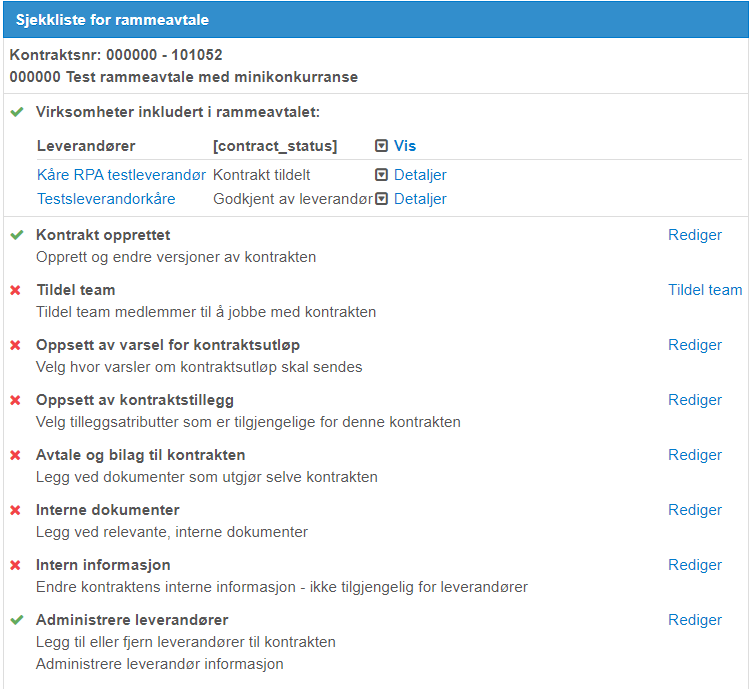 Sjekkliste for rammeavtale
Kontraktsnr: 000000 - 101052
000000 Test rammeavtale med minikonkurranse
Virksomheter inkludert i rammeavtalet:
Leverandører [contract_status] Vis
Kåre RPA testleverandør Kontrakt tildelt Detaljer
Testsleverandorkåre Godkjent av leverandør Detaljer
Kontrakt opprettet Rediger
Opprett og endre versjoner av kontrakten
Tildel team Tildel team
Tildel team medlemmer til å jobbe med kontrakten
Oppsett av varsel for kontraktsutløp Rediger
Velg hvor varsler om kontraktsutløp skal sendes
Oppsett av kontraktstillegg Rediger
Velg tilleggsatributter som er tilgjengelige for denne kontrakten
Avtale og bilag til kontrakten Rediger
Legg ved dokumenter som utgjør selve kontrakten
Interne dokumenter Rediger
Legg ved relevante, interne dokumenter
Intern informasjon Rediger
Endre kontraktens interne informasjon - ikke tilgjengelig for leverandører
Administrere leverandører Rediger
Legg til eller fjern leverandører til kontrakten
Administrere leverandør informasjon